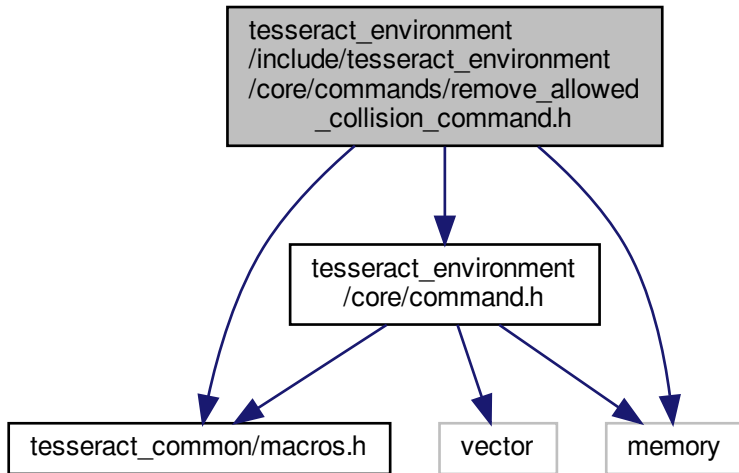 tesseract_environment
/include/tesseract_environment
/core/commands/remove_allowed
_collision_command.h
tesseract_environment
/core/command.h
tesseract_common/macros.h
vector
memory